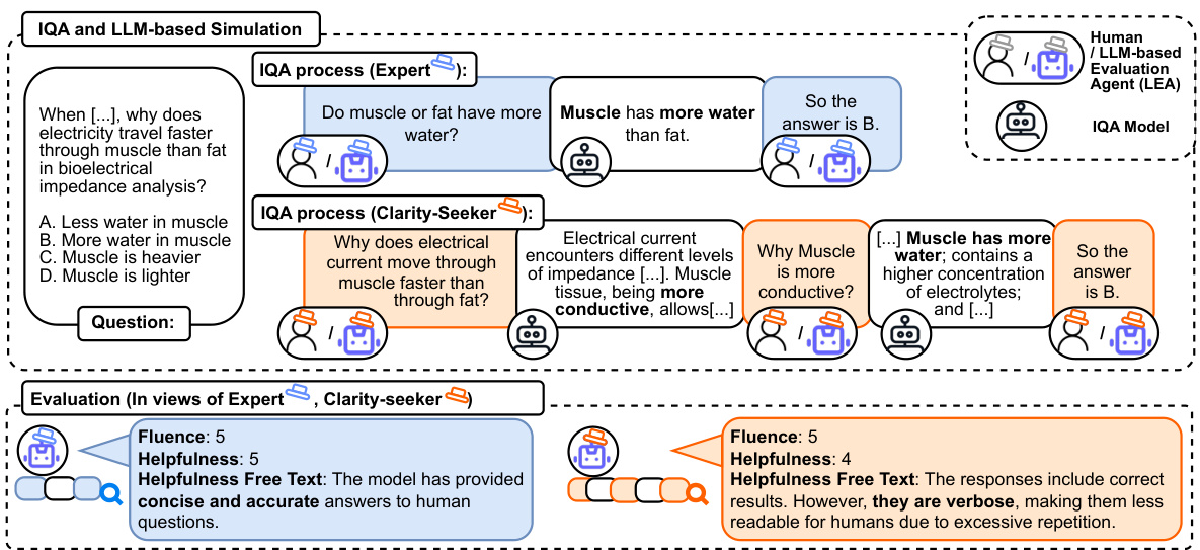 IQA and LLM-based Simulation
When [...], why does
electricity travel faster
through muscle than fat
in bioelectrical
impedance analysis?
A. Less water in muscle
B. More water in muscle
C. Muscle is heavier
D. Muscle is lighter
Question:
IQA process (Expert ):
Do muscle or fat have more
water?
/
Muscle has more water
than fat.
So the
answer is B.
/
Human
/ LLM-based
Evaluation
Agent (LEA)
/
IQA Model
IQA process (Clarity-Seeker ):
Why does electrical
current move through
muscle faster than
through fat?
/
Electrical current
encounters different levels
of impedance [...]. Muscle
tissue, being more
conductive, allows[...]
Why Muscle
is more
conductive?
/
[...] Muscle has more
water; contains a
higher concentration
of electrolytes;
and [...]
So the
answer
is B.
/
Evaluation (In views of Expert , Clarity-seeker )
Fluence: 5
Helpfulness: 5
Helpfulness Free Text: The model has provided
concise and accurate answers to human
questions.
Fluence: 5
Helpfulness: 4
Helpfulness Free Text: The responses include correct
results. However, they are verbose, making them less
readable for humans due to excessive repetition.